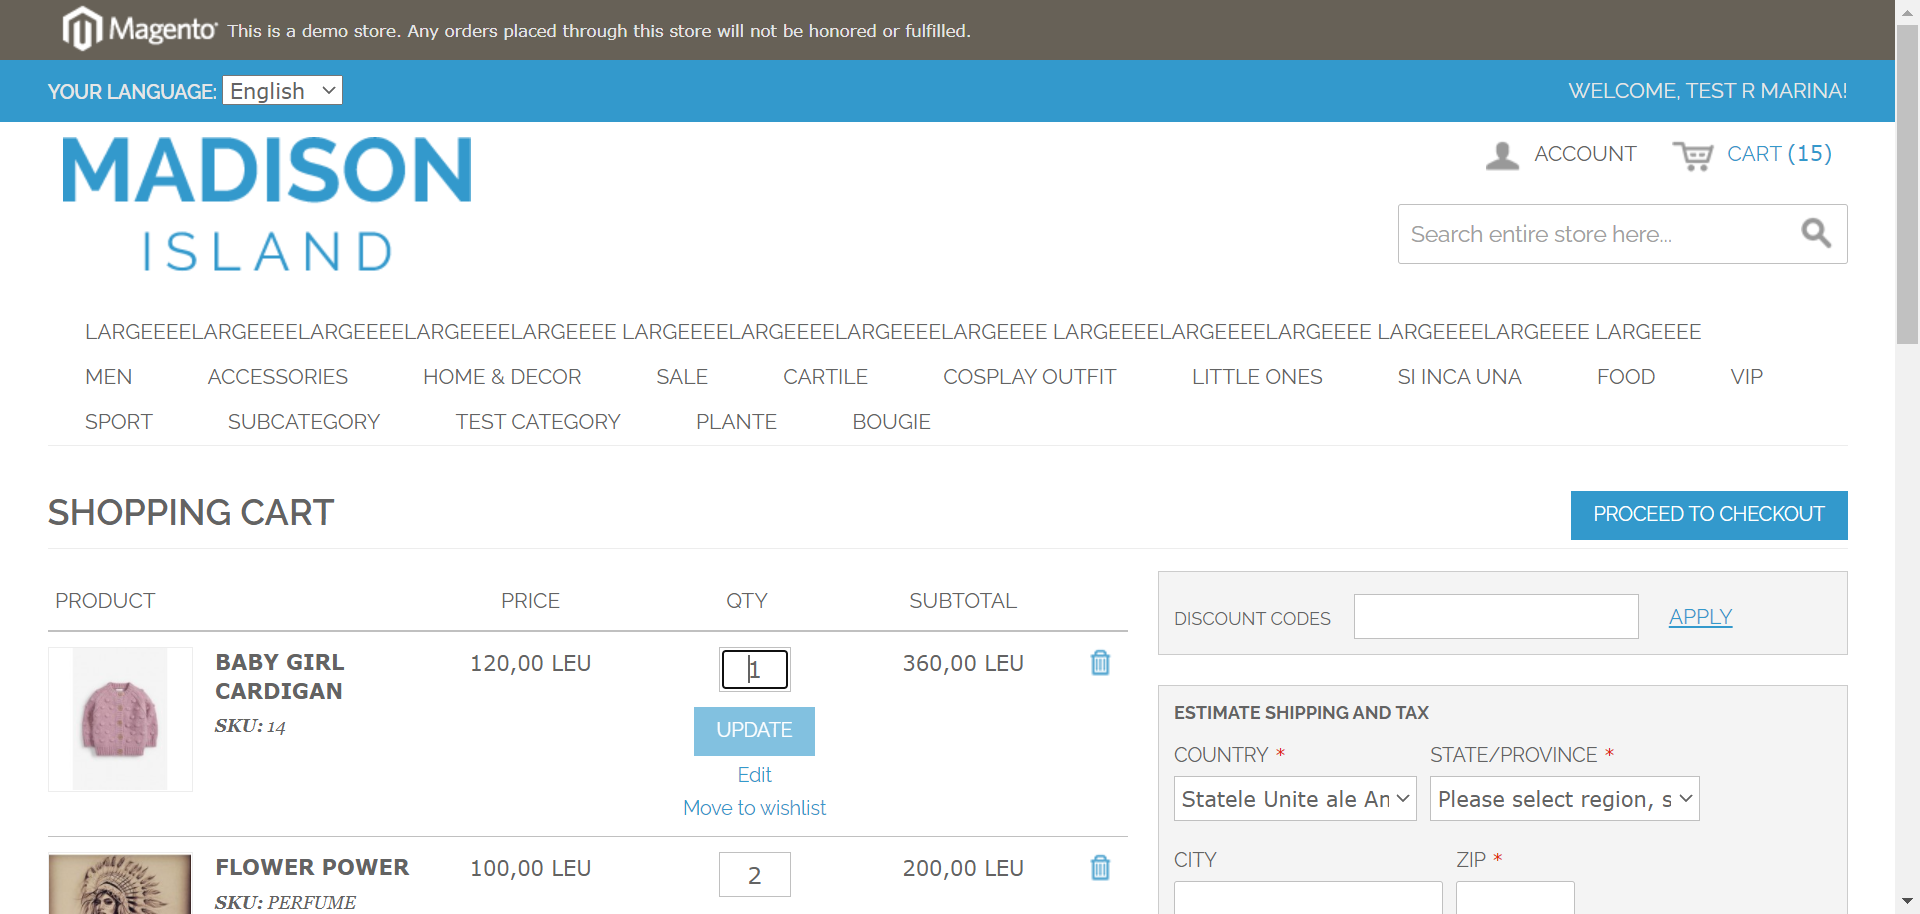 Magento This is a demo store. Any orders placed through this store will not be honored or fulfilled.
YOUR LANGUAGE: English WELCOME, TEST R MARINA!
MADISON
ISLAND
ACCOUNT CART (15)
Search entire store here...
LARGEEEELARGEEEELARGEEEELARGEEEELARGEEEE LARGEEEELARGEEEELARGEEEELARGEEEE LARGEEEELARGEEEELARGEEEE LARGEEEELARGEEEE LARGEEEE
MEN ACCESSORIES HOME & DECOR SALE CARTILE COSPLAY OUTFIT LITTLE ONES SI INCA UNA FOOD VIP
SPORT SUBCATEGORY TEST CATEGORY PLANTE BOUGIE
SHOPPING CART
PROCEED TO CHECKOUT
PRODUCT PRICE QTY SUBTOTAL
BABY GIRL CARDIGAN 120,00 LEU 1 360,00 LEU
SKU: 14
UPDATE
Edit
Move to wishlist
FLOWER POWER 100,00 LEU 2 200,00 LEU
SKU: PERFUME
DISCOUNT CODES APPLY
ESTIMATE SHIPPING AND TAX
COUNTRY * STATE/PROVINCE *
Statele Unite ale An Please select region, s
CITY ZIP *